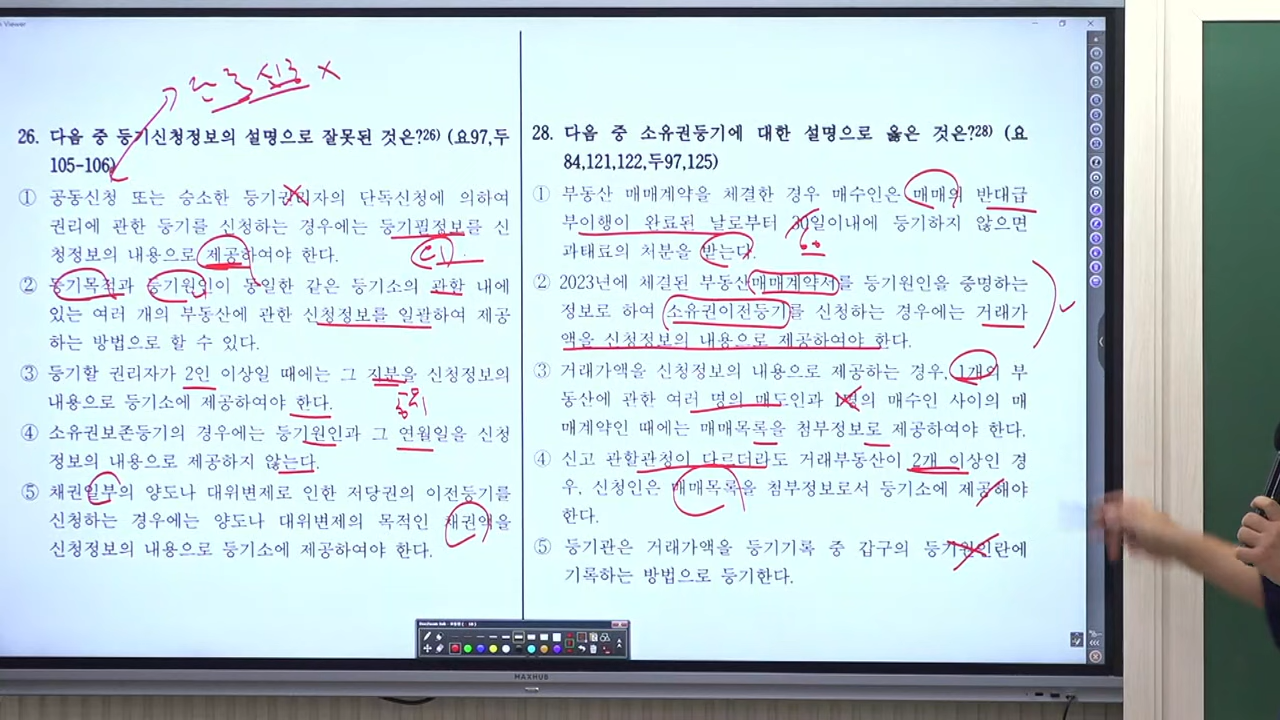 단독신청 X
26. 다음 중 등기신청정보의 설명으로 잘못된 것은?26) (요97,두
105-106)
① 공동신청 또는 승소한 등기권리자의 단독신청에 의하여
권리에 관한 등기를 신청하는 경우에는 등기필정보를 신
청정보의 내용으로 제공하여야 한다.
② 등기목적과 등기원인이 동일한 같은 등기소의 관할 내에
있는 여러 개의 부동산에 관한 신청정보를 일괄하여 제공
하는 방법으로 할 수 있다.
③ 등기할 권리자가 2인 이상일 때에는 그 지분을 신청정보의
내용으로 등기소에 제공하여야 한다.
④ 소유권보존등기의 경우에는 등기원인과 그 연월일을 신청
정보의 내용으로 제공하지 않는다.
⑤ 채권일부의 양도나 대위변제로 인한 저당권의 이전등기를
신청하는 경우에는 양도나 대위변제의 목적인 채권액을
신청정보의 내용으로 등기소에 제공하여야 한다.
28. 다음 중 소유권등기에 대한 설명으로 옳은 것은?28) (요
84,121,122,두97,125)
① 부동산 매매계약을 체결한 경우 매수인은 매매의 반대급
부이행이 완료된 날로부터 30일이내에 등기하지 않으면
과태료의 처분을 받는다.
60
② 2023년에 체결된 부동산매매계약서를 등기원인을 증명하는
정보로 하여 소유권이전등기를 신청하는 경우에는 거래가
액을 신청정보의 내용으로 제공하여야 한다.
③ 거래가액을 신청정보의 내용으로 제공하는 경우, 1개의 부
동산에 관한 여러 명의 매도인과 1명의 매수인 사이의 매
매계약인 때에는 매매목록을 첨부정보로 제공하여야 한다.
④ 신고 관할관청이 다르더라도 거래부동산이 2개 이상인 경
우, 신청인은 매매목록을 첨부정보로서 등기소에 제공해야
한다.
⑤ 등기관은 거래가액을 등기기록 중 갑구의 등기원인란에
기록하는 방법으로 등기한다.
MAXHUB